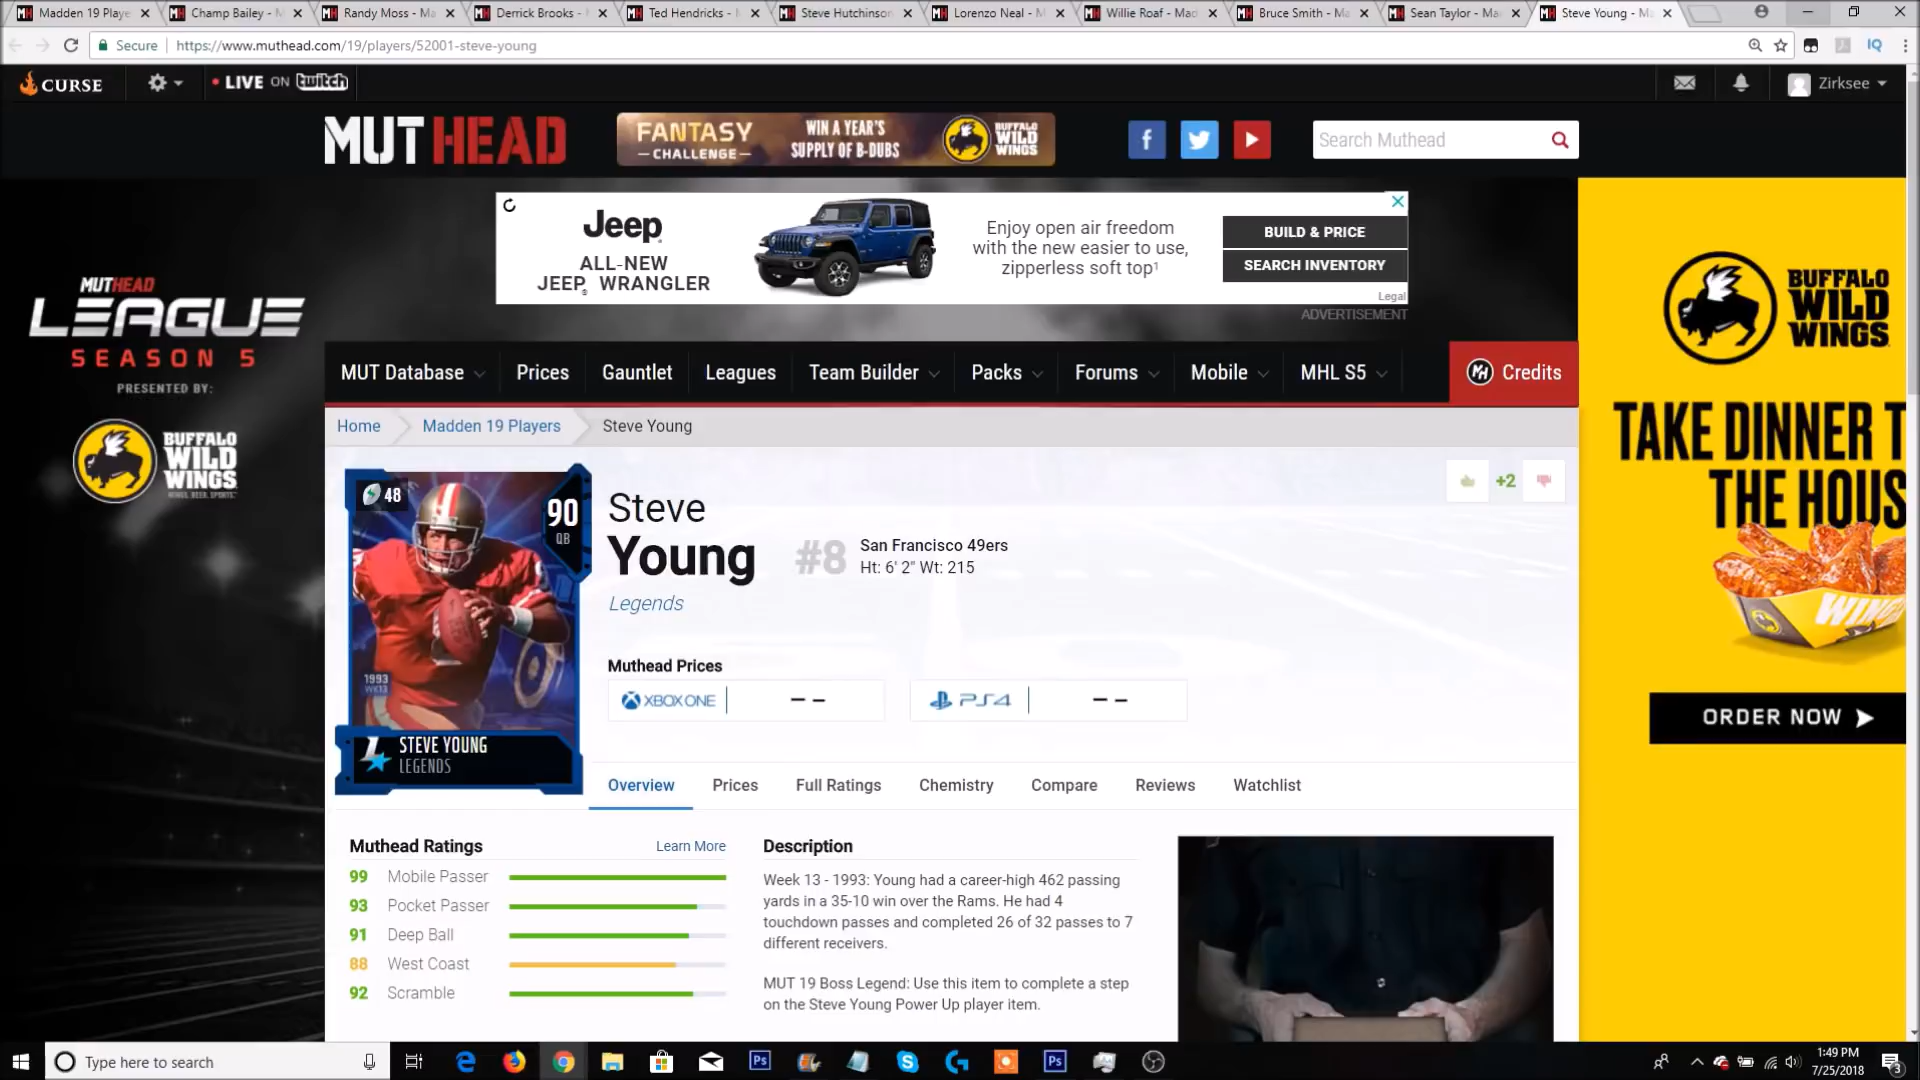 Madden 19 Playe
Champ Bailey - M
Randy Moss - Ma
Derrick Brooks -
Ted Hendricks -
Steve Hutchinson
Lorenzo Neal - M
Willie Roaf - Mad
Bruce Smith - Ma
Sean Taylor - Ma
Steve Young - Ma
Secure https://www.muthead.com/19/players/52001-steve-young
IQ
CURSE
LIVE ON twitch
Zirksee
MUTHEAD
FANTASY
CHALLENGE
WIN A YEAR'S
SUPPLY OF B-DUBS
BUFFALO
WILD
WINGS
Search Muthead
Jeep
ALL-NEW
JEEP® WRANGLER
Enjoy open air freedom
with the new easier to use,
zipperless soft top¹
BUILD & PRICE
SEARCH INVENTORY
Legal
ADVERTISEMENT
MUTHEAD
LEAGUE
SEASON 5
PRESENTED BY:
BUFFALO
WILD
WINGS
BUFFALO
WILD
WINGS
TAKE DINNER T
THE HOUS
WING
ORDER NOW
MUT Database
Prices
Gauntlet
Leagues
Team Builder
Packs
Forums
Mobile
MHL S5
Credits
Home
Madden 19 Players
Steve Young
48
90
QB
1993
WK13
STEVE YOUNG
LEGENDS
Steve
Young
#8
San Francisco 49ers
Ht: 6' 2" Wt: 215
Legends
+2
Muthead Prices
XBOX ONE
– –
PS4
– –
Overview
Prices
Full Ratings
Chemistry
Compare
Reviews
Watchlist
Muthead Ratings
Learn More
99 Mobile Passer
93 Pocket Passer
91 Deep Ball
88 West Coast
92 Scramble
Description
Week 13 - 1993: Young had a career-high 462 passing
yards in a 35-10 win over the Rams. He had 4
touchdown passes and completed 26 of 32 passes to 7
different receivers.
MUT 19 Boss Legend: Use this item to complete a step
on the Steve Young Power Up player item.
Type here to search
Ps
Ps
1:49 PM
7/25/2018
3